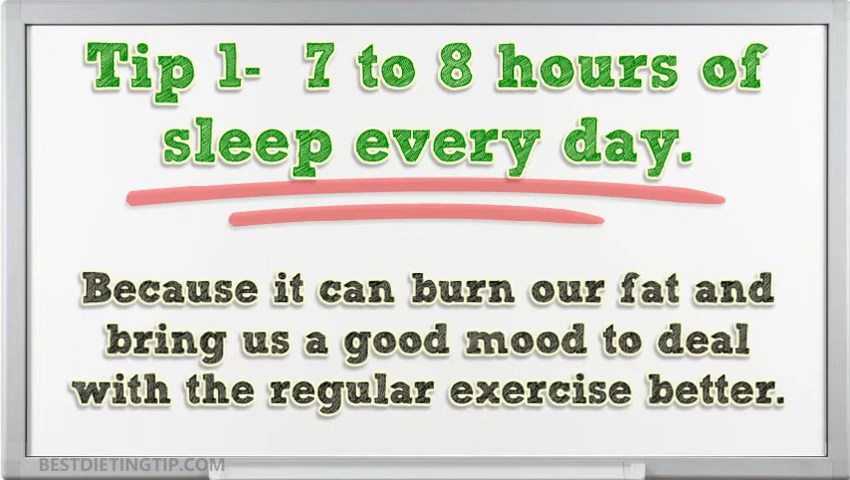 Tip 1- 7 to 8 hours of
sleep every day.
Because it can burn our fat and
bring us a good mood to deal
with the regular exercise better.
BESTDIETINGTIP.COM